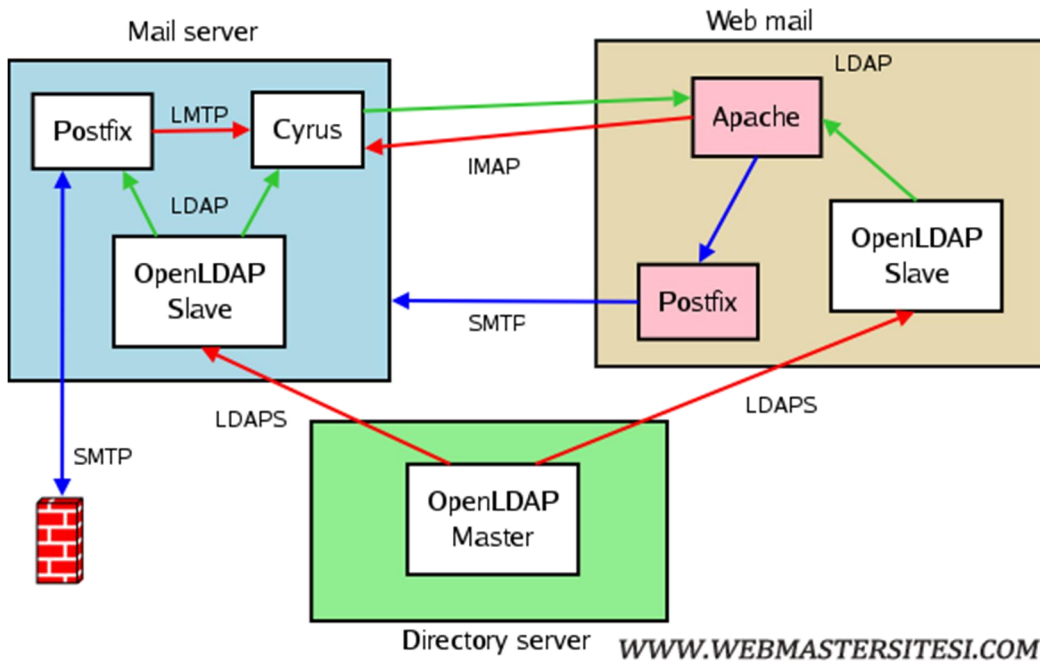 Mail server
Web mail
LDAP
Postfix
LMTP
Cyrus
Apache
IMAP
LDAP
OpenLDAP
Slave
OpenLDAP
Slave
Postfix
SMTP
LDAPS
LDAPS
SMTP
OpenLDAP
Master
Directory server
WWW.WEBMASTERSITESI.COM